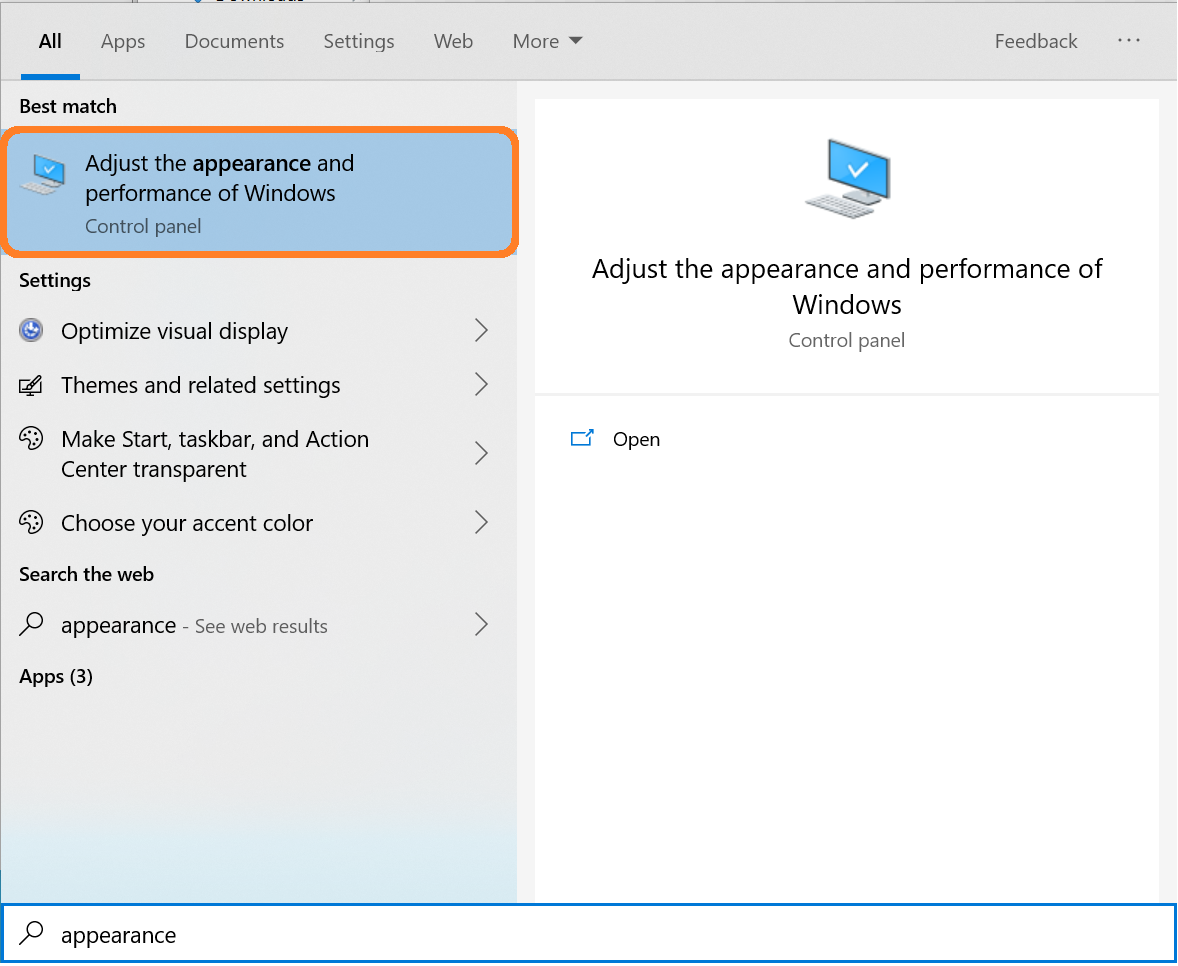 All Apps Documents Settings Web More Feedback ...
Best match
Adjust the appearance and
performance of Windows
Control panel
Settings
Optimize visual display
Themes and related settings
Make Start, taskbar, and Action
Center transparent
Choose your accent color
Search the web
appearance - See web results
Apps (3)
Adjust the appearance and performance of
Windows
Control panel
Open
appearance